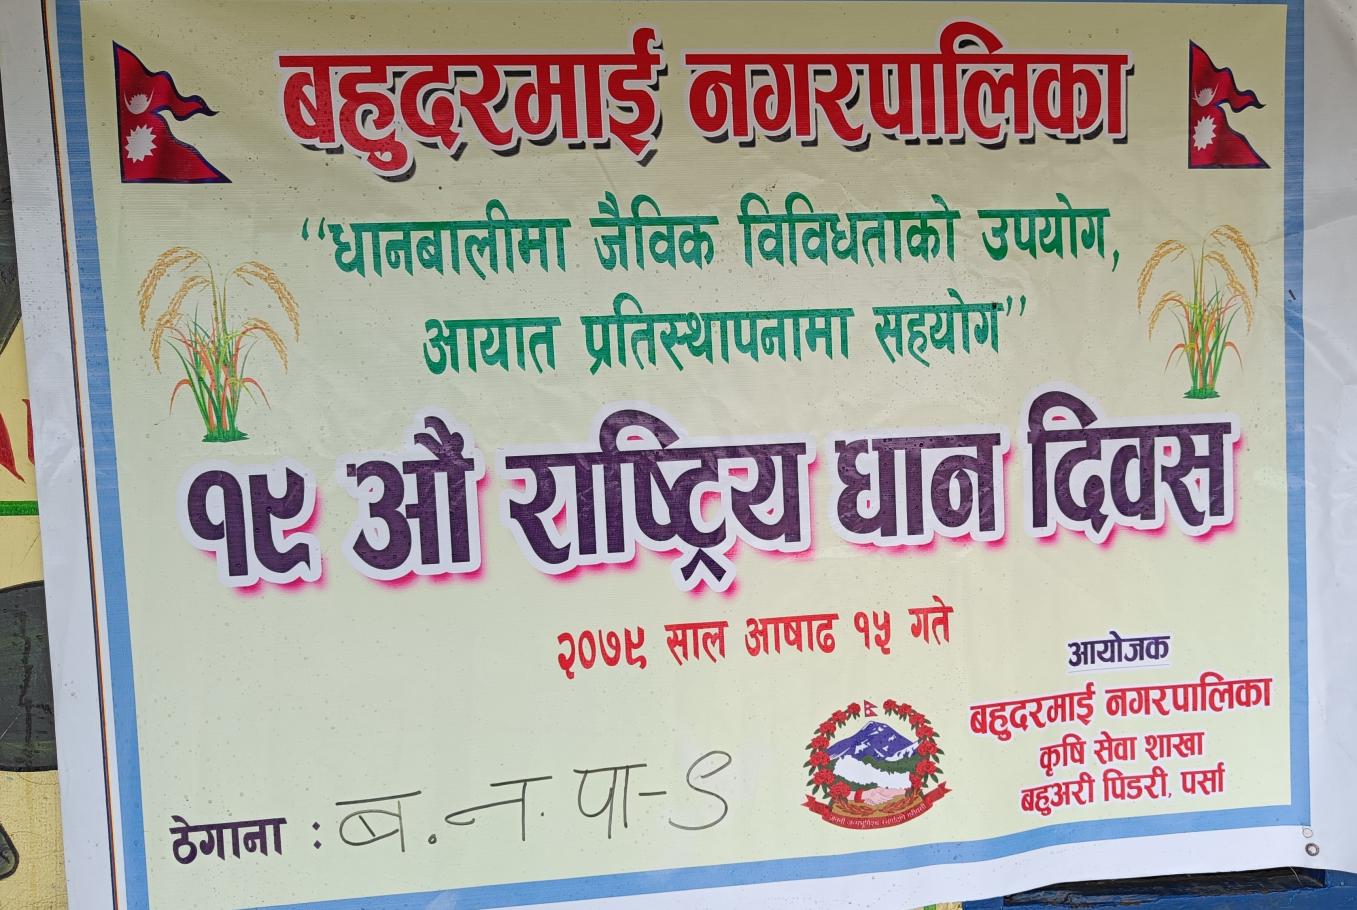 बहुदरमाई नगरपालिका
“धानबालीमा जैविक विविधताको उपयोग,
आयात प्रतिस्थापनामा सहयोग”
१९ औ राष्ट्रिय धान दिवस
२०७९ साल आषाढ १५ गते
आयोजक
बहुदरमाई नगरपालिका
कृषि सेवा शाखा
बहुअरी पिडरी, पर्सा
ठेगाना : ब.न.पा-९